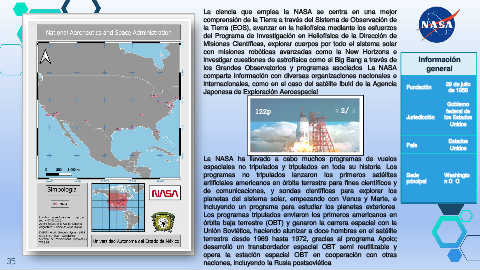 National Aeronautics and Space Administration
Simbología
NASA
Universidad Autónoma del Estado de México
35
La ciencia que emplea la NASA se centra en una mejor
comprensión de la Tierra a través del Sistema de Observación de
la Tierra (EOS), avanzar en la heliofísica mediante los esfuerzos
del Programa de Investigación en Heliofísica de la Dirección de
Misiones Científicas, explorar cuerpos por todo el sistema solar
con misiones robóticas avanzadas como la New Horizons e
investigar cuestiones de astrofísica como el Big Bang a través de
los Grandes Observatorios y programas asociados. La NASA
comparte información con diversas organizaciones nacionales e
internacionales, como en el caso del satélite Ibuki de la Agencia
Japonesa de Exploración Aeroespacial
122p
La NASA ha llevado a cabo muchos programas de vuelos
espaciales no tripulados y tripulados en toda su historia. Los
programas no tripulados lanzaron los primeros satélites
artificiales americanos en órbita terrestre para fines científicos y
de comunicaciones, y sondas científicas para explorar los
planetas del sistema solar, empezando con Venus y Marte, e
incluyendo un programa para estudiar los planetas exteriores.
Los programas tripulados enviaron los primeros americanos en
órbita baja terrestre (OBT) y ganaron la carrera espacial con la
Unión Soviética, haciendo alunizar a doce hombres en el satélite
terrestre desde 1969 hasta 1972, gracias al programa Apolo;
desarrolló un transbordador espacial OBT semi reutilizable y
opera la estación espacial OBT en cooperación con otras
naciones, incluyendo la Rusia postsoviética
NASA
Información
general
Fundación
29 de julio
de 1958
Jurisdicción
Gobierno
federal de
los Estados
Unidos
País
Estados
Unidos
Sede
principal
Washingto
n D C